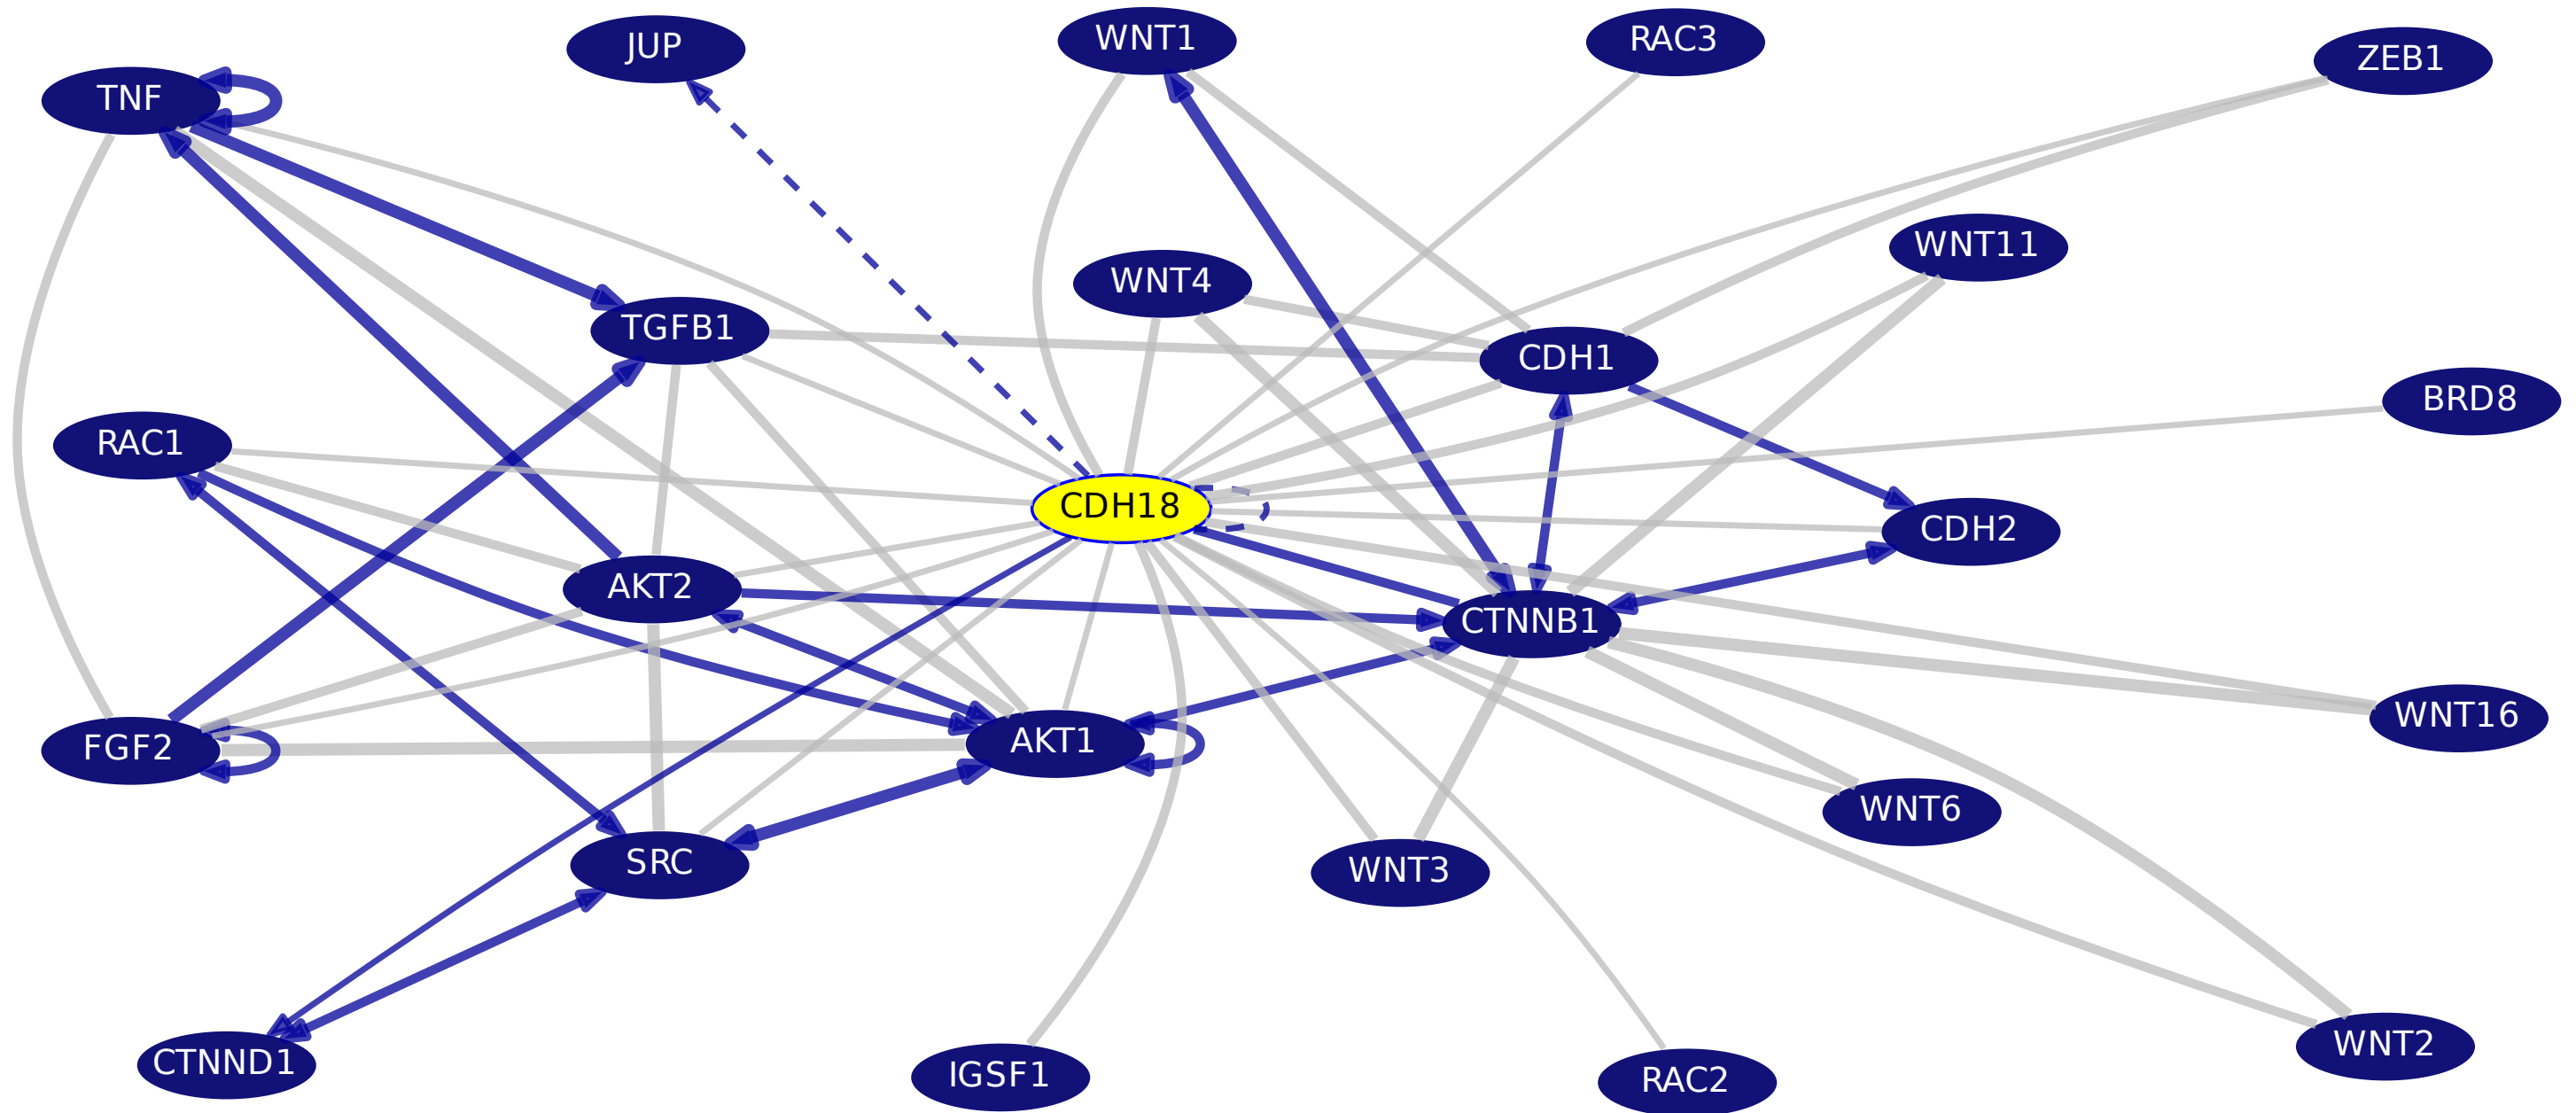 WNT1
RAC3
JUP
ZEB1
TNF
WNT11
WNT4
TGFB1
CDH1
BRD8
RAC1
CDH18
CDH2
AKT2
CTNNB1
WNT16
AKT1
FGF2
WNT6
SRC
WNT3
WNT2
CTNND1
IGSF1
RAC2